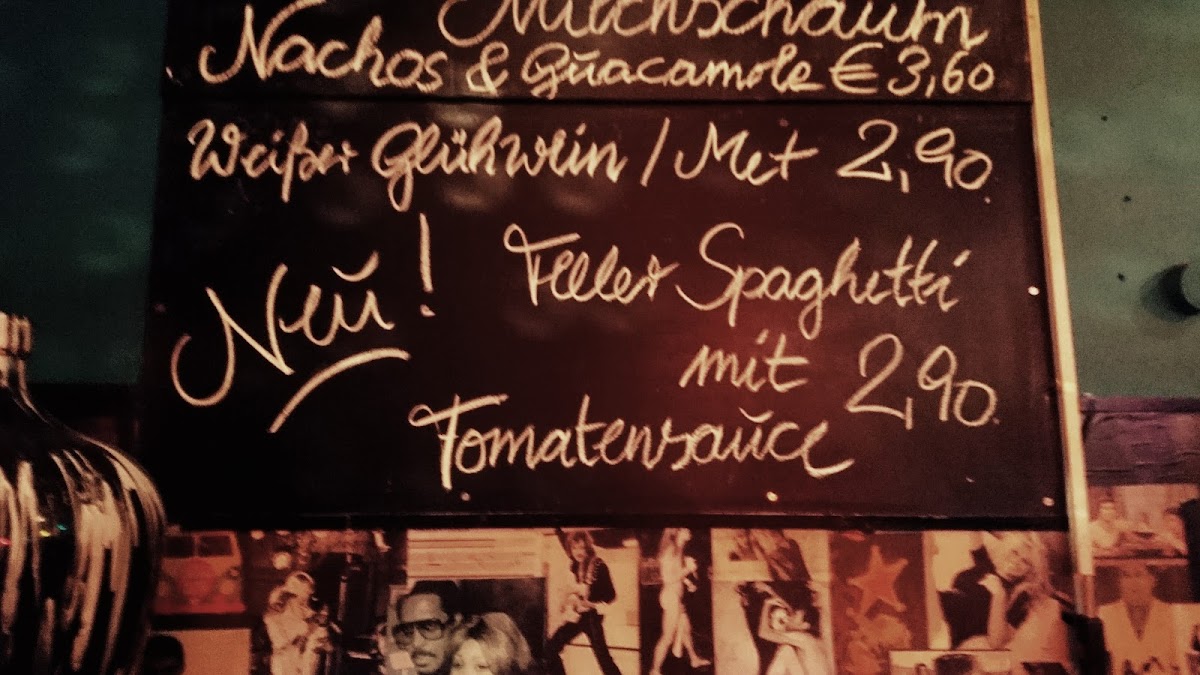 Milchschaum
Nachos & Guacamole € 3,60
Weißer Glühwein / Met 2,90
Neu! Teller Spaghetti
mit 2,90
Tomatensauce